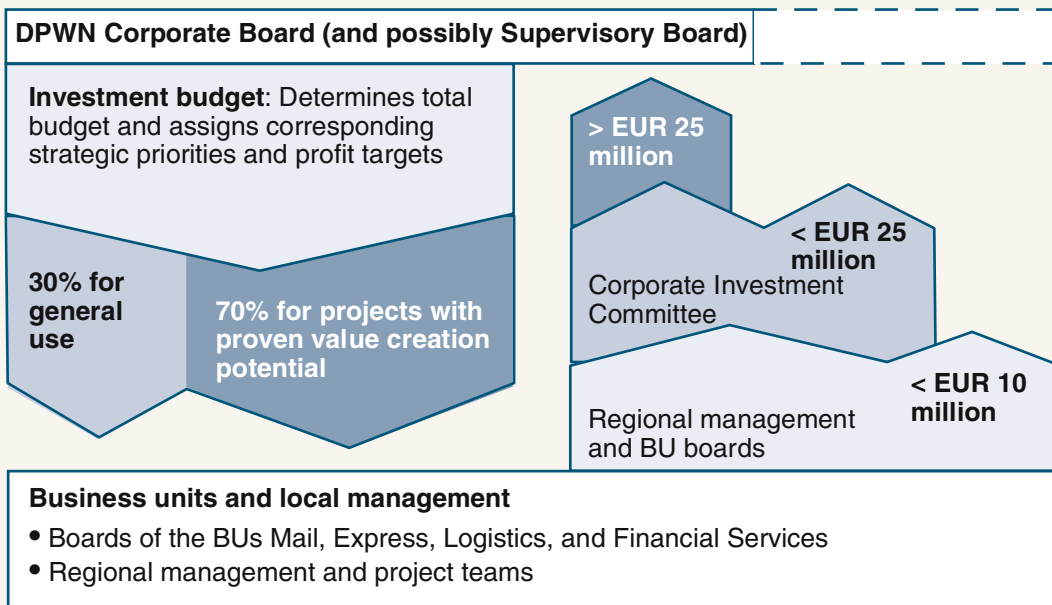 DPWN Corporate Board (and possibly Supervisory Board)
Investment budget: Determines total
budget and assigns corresponding
strategic priorities and profit targets
30% for
general
use
70% for projects with
proven value creation
potential
> EUR 25
million
< EUR 25
million
Corporate Investment
Committee
< EUR 10
million
Regional management
and BU boards
Business units and local management
• Boards of the BUs Mail, Express, Logistics, and Financial Services
• Regional management and project teams